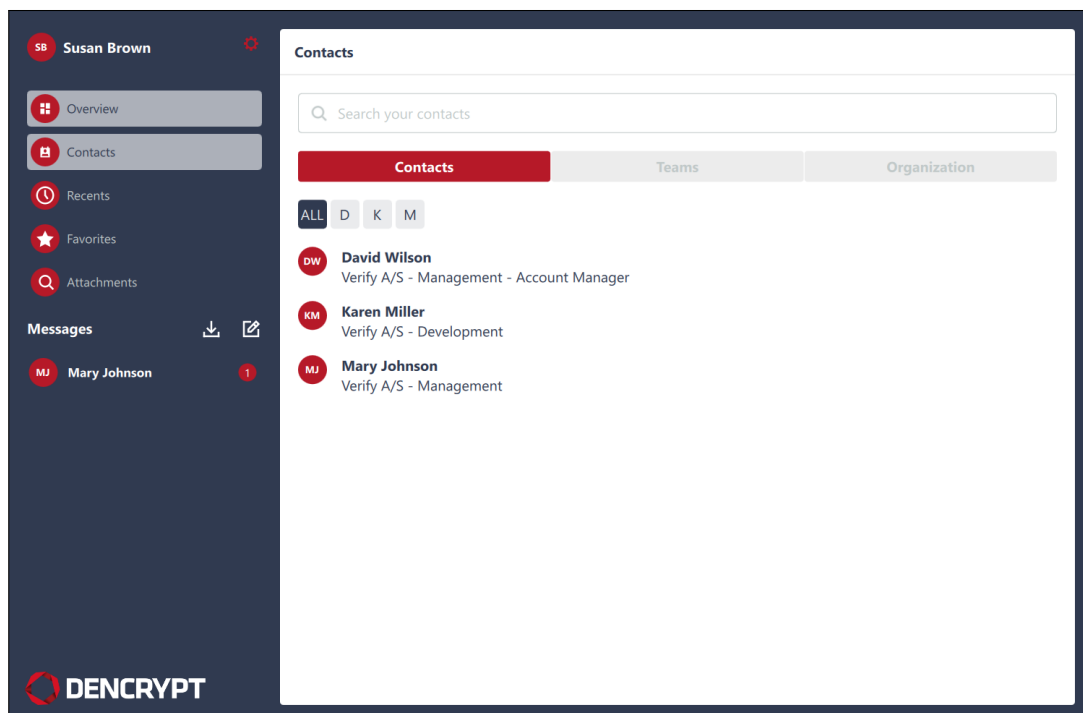 SB Susan Brown
Overview
Contacts
Recents
Favorites
Attachments
Messages
MJ Mary Johnson 1
DENCRYPT
Contacts
Search your contacts
Contacts Teams Organization
ALL D K M
DW David Wilson
Verify A/S - Management - Account Manager
KM Karen Miller
Verify A/S - Development
MJ Mary Johnson
Verify A/S - Management